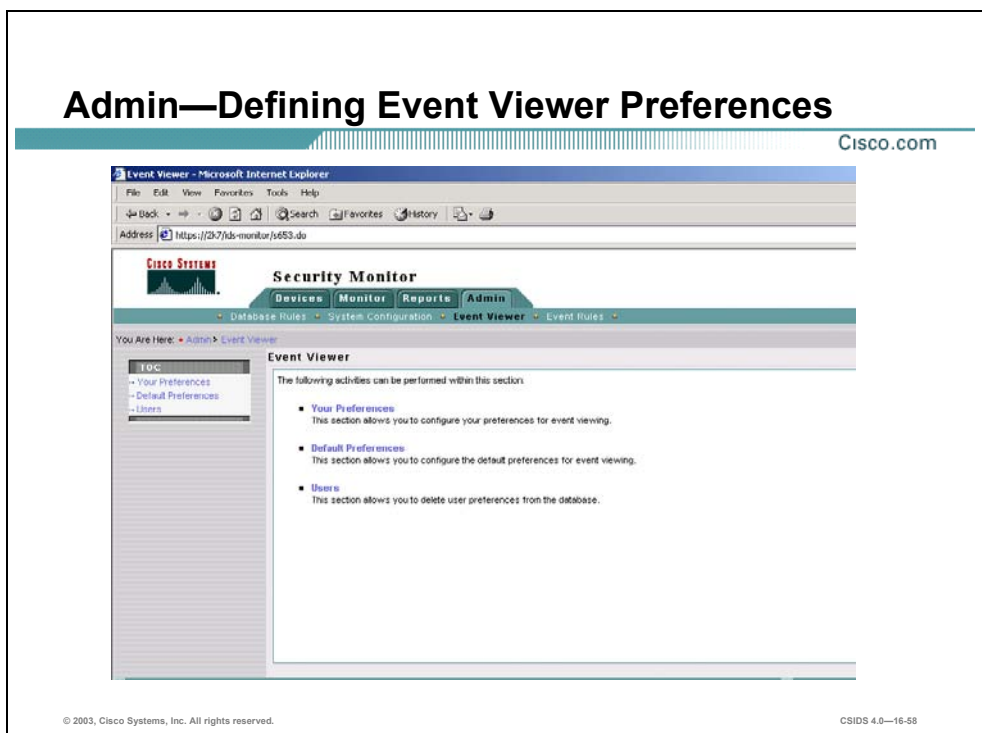 Admin—Defining Event Viewer Preferences
Cisco.com
Event Viewer - Microsoft Internet Explorer
File Edit View Favorites Tools Help
Back Search Favorites History
Address https://2k7/ids-monitor/s653.do
CISCO SYSTEMS
Security Monitor
Devices Monitor Reports Admin
Database Rules System Configuration Event Viewer Event Rules
You Are Here: Admin > Event Viewer
TOC
Your Preferences
Default Preferences
Users
Event Viewer
The following activities can be performed within this section.
Your Preferences
This section allows you to configure your preferences for event viewing.
Default Preferences
This section allows you to configure the default preferences for event viewing.
Users
This section allows you to delete user preferences from the database.
© 2003, Cisco Systems, Inc. All rights reserved.
CSIDS 4.0—16-58